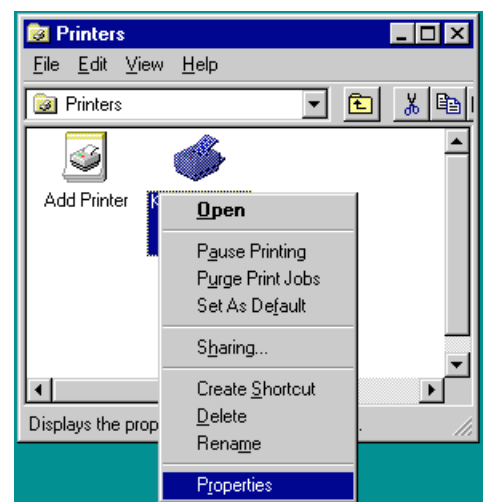 Printers
File Edit View Help
Printers
Add Printer K
Open
Pause Printing
Purge Print Jobs
Set As Default
Sharing...
Create Shortcut
Delete
Rename
Displays the prop
Properties